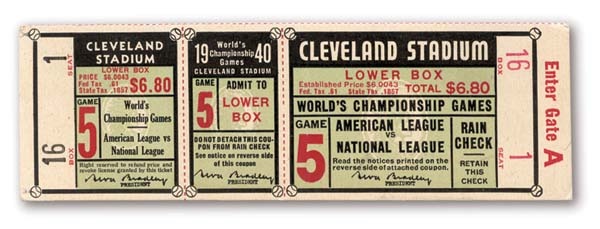 1
SEAT
CLEVELAND
STADIUM
LOWER BOX
PRICE $6.0043
Fed Tax .61
State Tax .1857
$6.80
GAME
5
World's
Championship Games
American League vs
National League
Right reserved to refund price and
revoke license granted by this ticket
Alva Bradley
PRESIDENT
16
BOX
19 World's Championship Games 40
CLEVELAND STADIUM
GAME
5
ADMIT TO
LOWER
BOX
DO NOT DETACH THIS COU-
PON FROM RAIN CHECK
See notice on reverse
side of this coupon
Alva Bradley
PRESIDENT
CLEVELAND STADIUM
LOWER BOX
Established Price $6.0043
Fed. Tax .61 State Tax .1857 TOTAL $6.80
WORLD'S CHAMPIONSHIP GAMES
GAME
5
AMERICAN LEAGUE
VS
NATIONAL LEAGUE
Read the notices printed on the
reverse side of attached coupon.
Alva Bradley
PRESIDENT
RAIN
CHECK
RETAIN
THIS
CHECK
16
BOX
1
SEAT
Enter Gate A